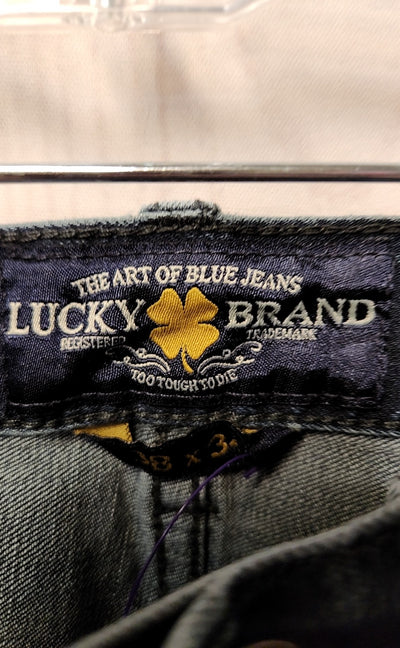 THE ART OF BLUE JEANS
LUCKY BRAND
REGISTERED TRADEMARK
TOO TOUGH TO DIE